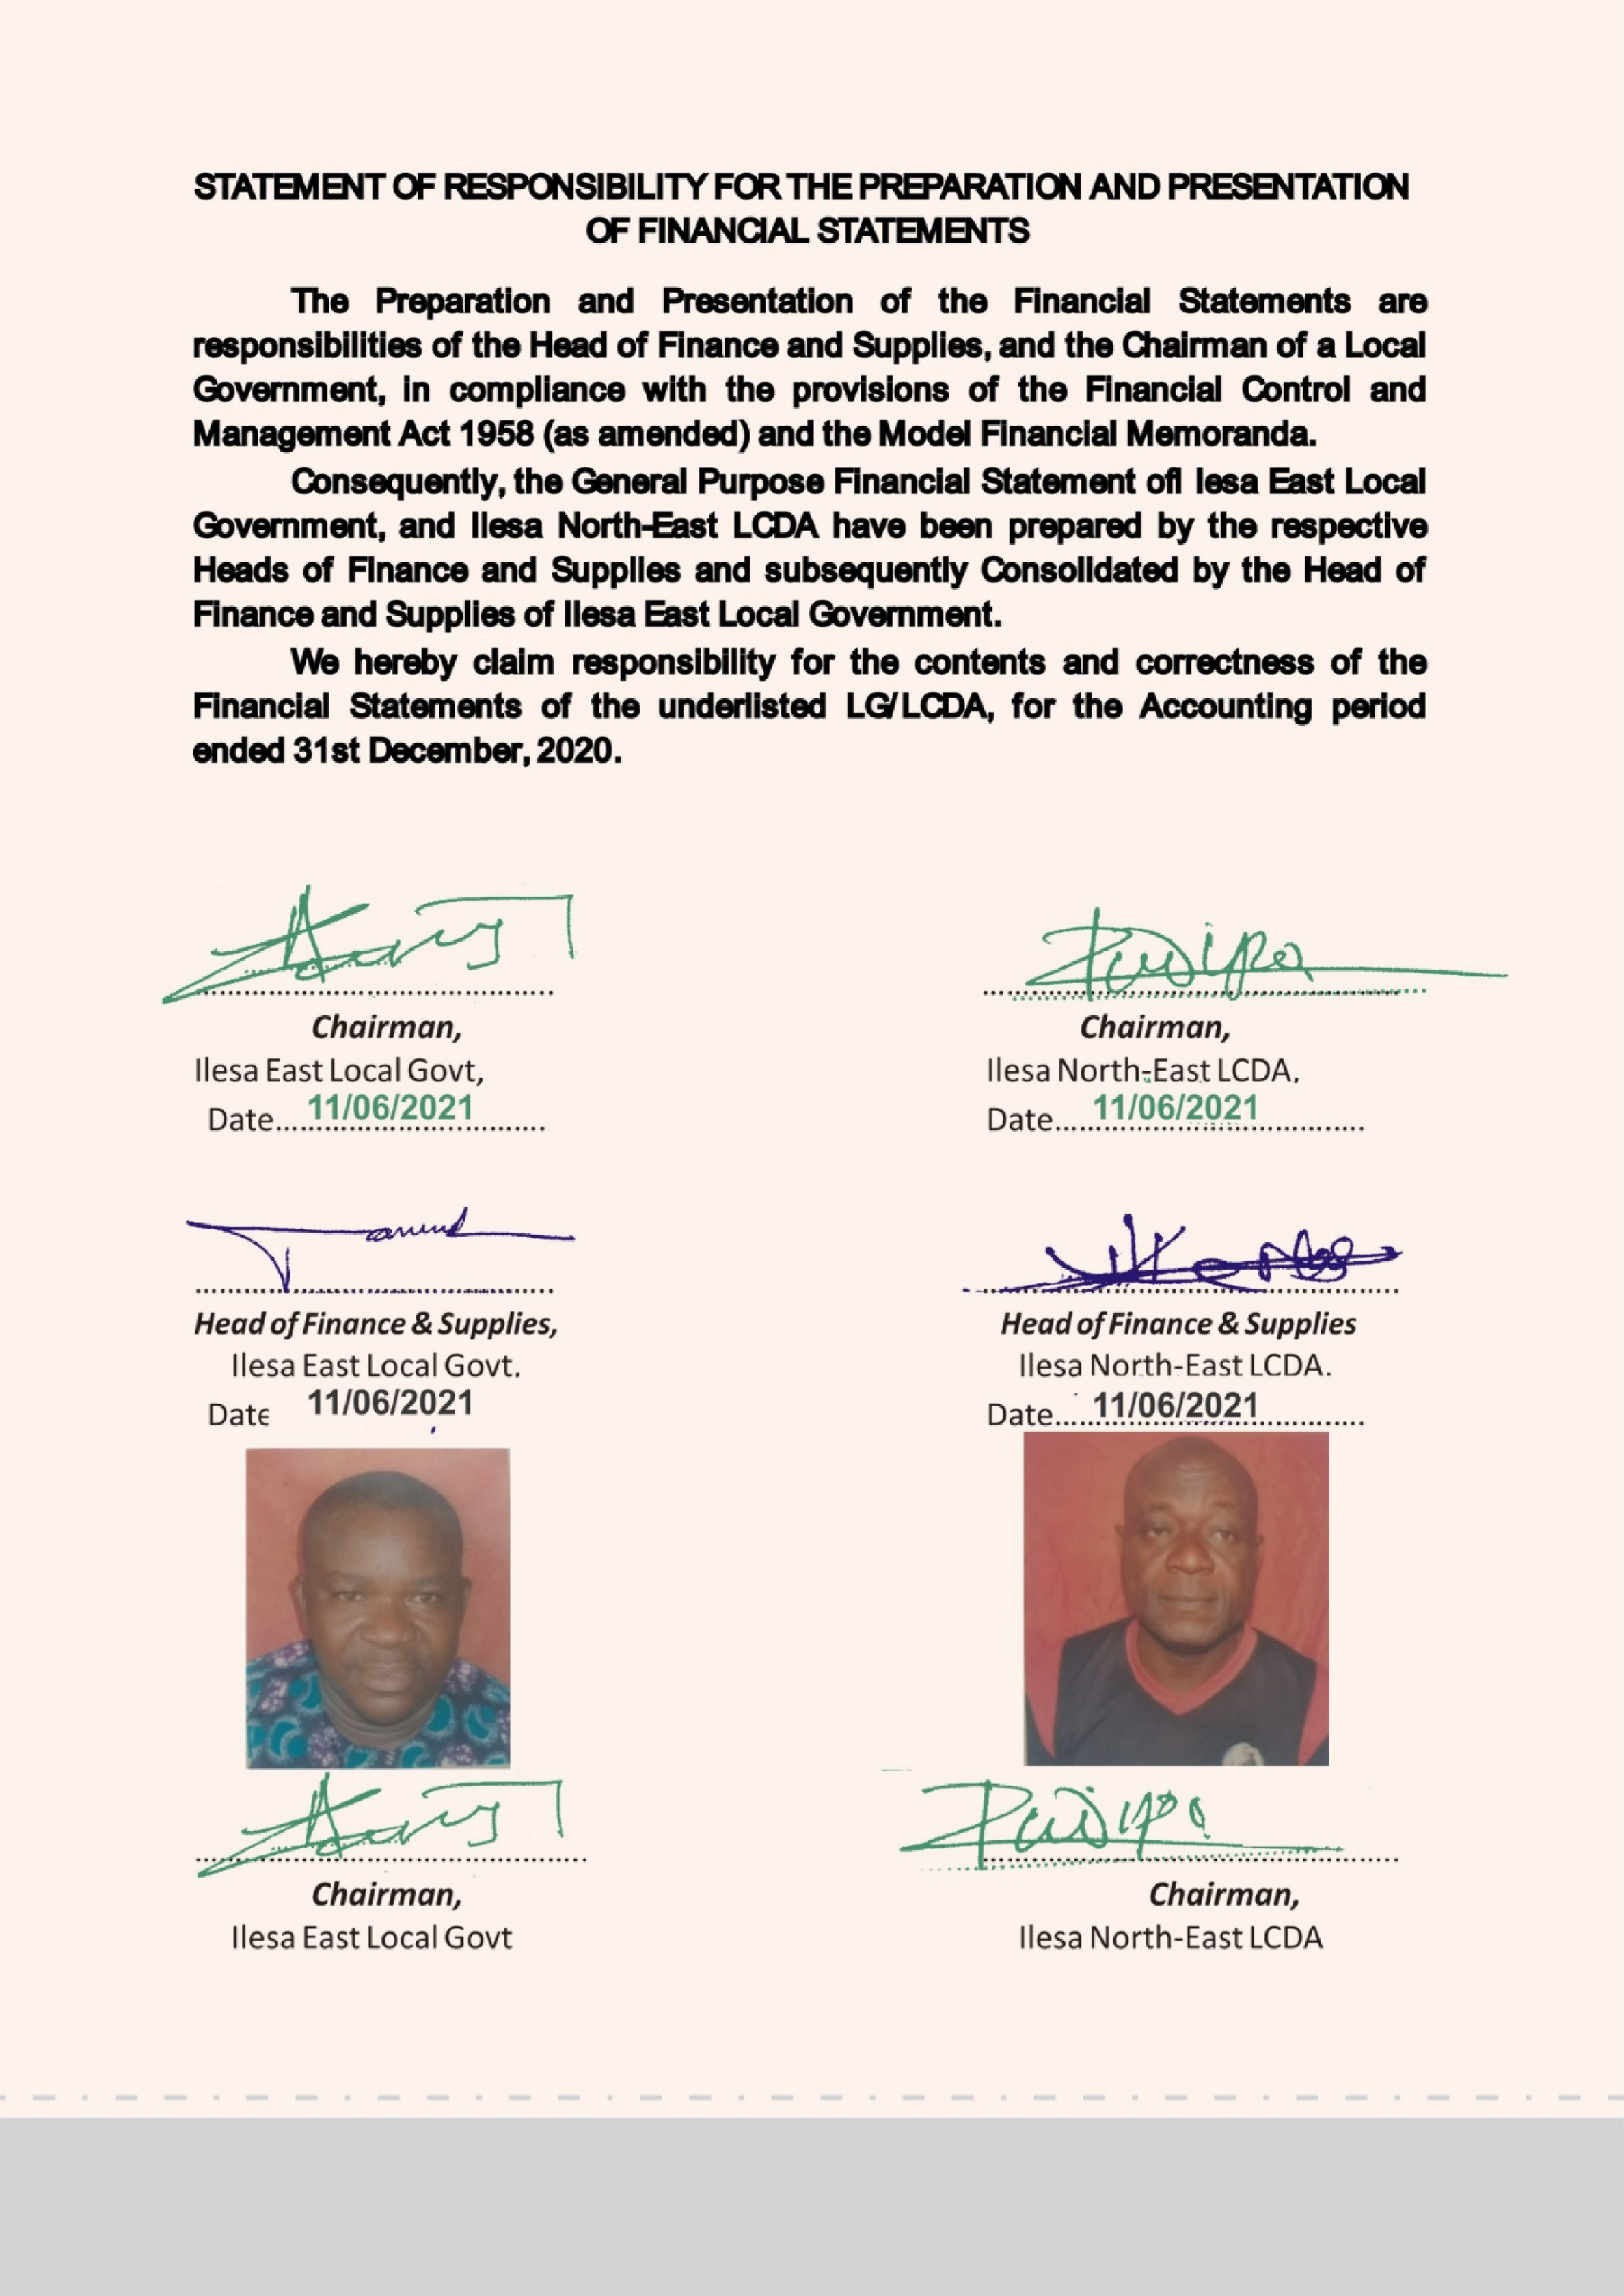 STATEMENT OF RESPONSIBILITY FOR THE PREPARATION AND PRESENTATION
OF FINANCIAL STATEMENTS
The Preparation and Presentation of the Financial Statements are
responsibilities of the Head of Finance and Supplies, and the Chairman of a Local
Government, in compliance with the provisions of the Financial Control and
Management Act 1958 (as amended) and the Model Financial Memoranda.
Consequently, the General Purpose Financial Statement ofI lesa East Local
Government, and Ilesa North-East LCDA have been prepared by the respective
Heads of Finance and Supplies and subsequently Consolidated by the Head of
Finance and Supplies of Ilesa East Local Government.
We hereby claim responsibility for the contents and correctness of the
Financial Statements of the underlisted LG/LCDA, for the Accounting period
ended 31st December, 2020.
Chairman,
Ilesa East Local Govt,
Date 11/06/2021
Chairman,
Ilesa North-East LCDA.
Date 11/06/2021
Head of Finance & Supplies,
Ilesa East Local Govt.
Date 11/06/2021
Head of Finance & Supplies
Ilesa North-East LCDA.
Date 11/06/2021
Chairman,
Ilesa East Local Govt
Chairman,
Ilesa North-East LCDA